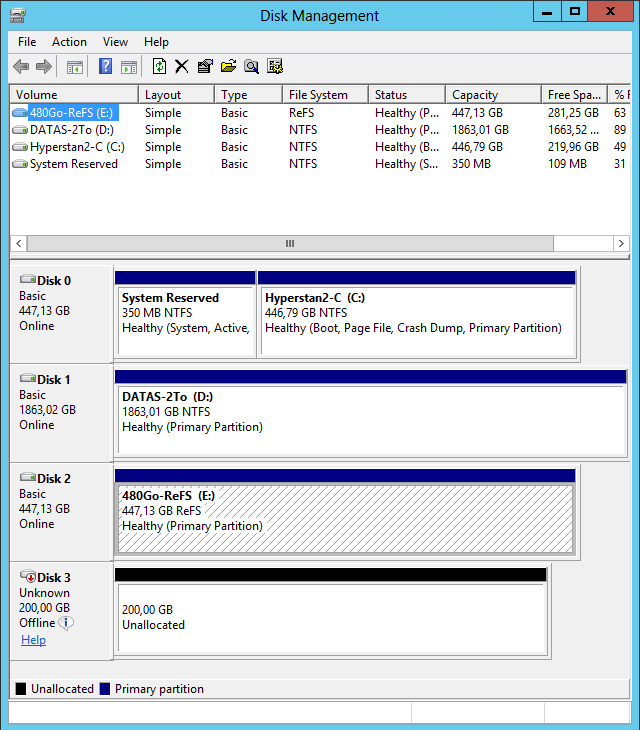 Disk Management
File Action View Help
Volume Layout Type File System Status Capacity Free Spa... % F
480Go-ReFS (E:) Simple Basic ReFS Healthy (P... 447,13 GB 281,25 GB 63
DATAS-2To (D:) Simple Basic NTFS Healthy (P... 1863,01 GB 1663,52 ... 89
Hyperstan2-C (C:) Simple Basic NTFS Healthy (B... 446,79 GB 219,96 GB 49
System Reserved Simple Basic NTFS Healthy (S... 350 MB 109 MB 31
Disk 0
Basic
447,13 GB
Online
System Reserved
350 MB NTFS
Healthy (System, Active,
Hyperstan2-C (C:)
446,79 GB NTFS
Healthy (Boot, Page File, Crash Dump, Primary Partition)
Disk 1
Basic
1863,02 GB
Online
DATAS-2To (D:)
1863,01 GB NTFS
Healthy (Primary Partition)
Disk 2
Basic
447,13 GB
Online
480Go-ReFS (E:)
447,13 GB ReFS
Healthy (Primary Partition)
Disk 3
Unknown
200,00 GB
Offline
Help
200,00 GB
Unallocated
Unallocated Primary partition